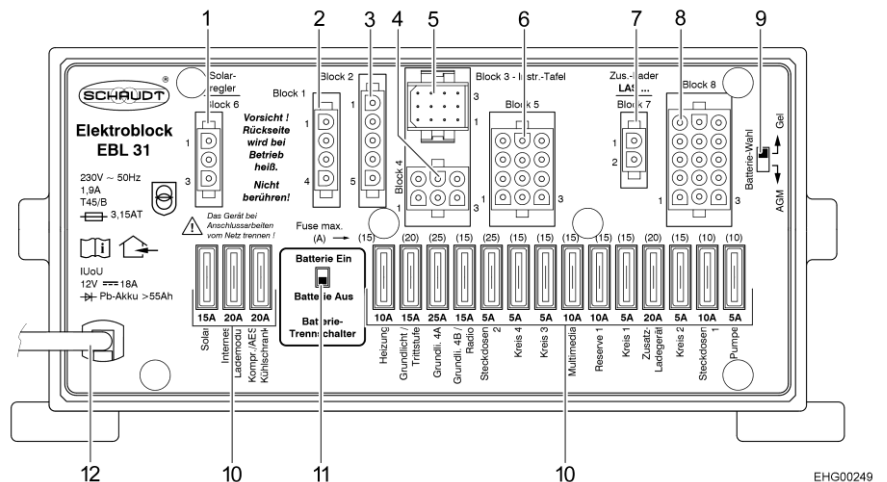 1 2 3 4 5 6 7 8 9
SCHAUDT
Elektroblock
EBL 31
230V ~ 50Hz
1,9A
T45/B
3,15AT
i
IUoU
12V 18A
Pb-Akku >55Ah
Solar-
regler
Block 6
1
3
Block 1
1
4
Vorsicht !
Rückseite
wird bei
Betrieb
heiß.
Nicht
berühren!
Das Gerät bei
Anschlussarbeiten
vom Netz trennen !
Block 2
1
5
Block 3 - Instr.-Tafel
3
1
Block 4
1
3
Block 5
1
3
Zus.-Lader
LAS ...
Block 7
1
2
Block 8
1
3
Batterie-Wahl
Gel
AGM
Fuse max.
(A) → (15) (20) (25) (15) (25) (15) (15) (10) (15) (15) (20) (15) (10) (10)
15A 20A 20A
Solar
Internes
Lademodul
Kompr./AES
Kühlschrank
Batterie Ein
Batterie Aus
Batterie-
Trennschalter
10A 15A 25A 15A 5A 5A 5A 10A 10A 5A 20A 5A 10A 5A
Heizung
Grundlicht /
Trittstufe
Grundli. 4A
Grundli. 4B /
Radio
Steckdosen
2
Kreis 4
Kreis 3
Multimedia
Reserve 1
Kreis 1
Zusatz-
Ladegerät
Kreis 2
Steckdosen
1
Pumpe
12 10 11 10
EHG00249